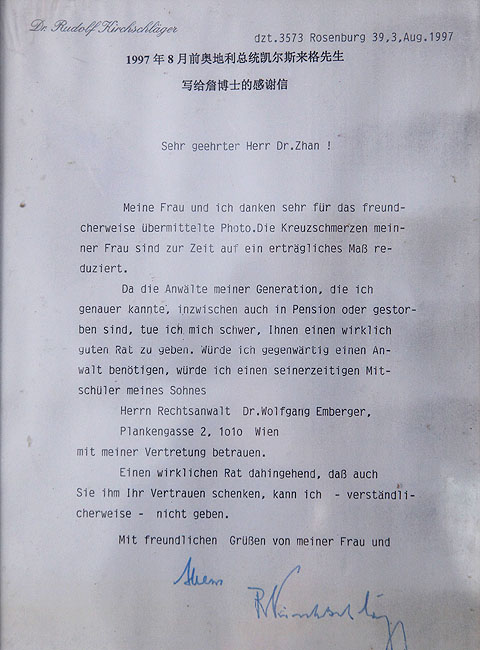 Dr. Rudolf Kirchschläger
dzt.3573 Rosenburg 39,3,Aug.1997
1997 年 8 月前奥地利总统凯尔斯来格先生
写给詹博士的感谢信
Sehr geehrter Herr Dr.Zhan !
Meine Frau und ich danken sehr für das freund-
cherweise übermittelte Photo.Die Kreuzschmerzen mein-
ner Frau sind zur Zeit auf ein erträgliches Maß re-
duziert.
Da die Anwälte meiner Generation, die ich
genauer kannte, inzwischen auch in Pension oder gestor-
ben sind, tue ich mich schwer, Ihnen einen wirklich
guten Rat zu geben. Würde ich gegenwärtig einen An-
walt benötigen, würde ich einen seinerzeitigen Mit-
schüler meines Sohnes
Herrn Rechtsanwalt Dr.Wolfgang Emberger,
Plankengasse 2, 1o1o Wien
mit meiner Vertretung betrauen.
Einen wirklichen Rat dahingehend, daß auch
Sie ihm Ihr Vertrauen schenken, kann ich - verständli-
cherweise - nicht geben.
Mit freundlichen Grüßen von meiner Frau und
Ihrem
R Kirchschläger